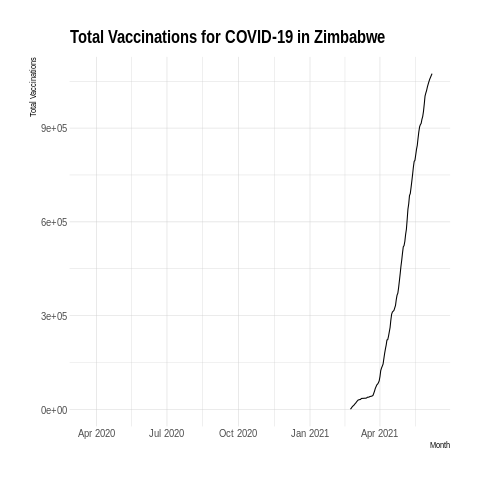 Total Vaccinations for COVID-19 in Zimbabwe
Total Vaccinations
9e+05
6e+05
3e+05
0e+00
Apr 2020 Jul 2020 Oct 2020 Jan 2021 Apr 2021
Month